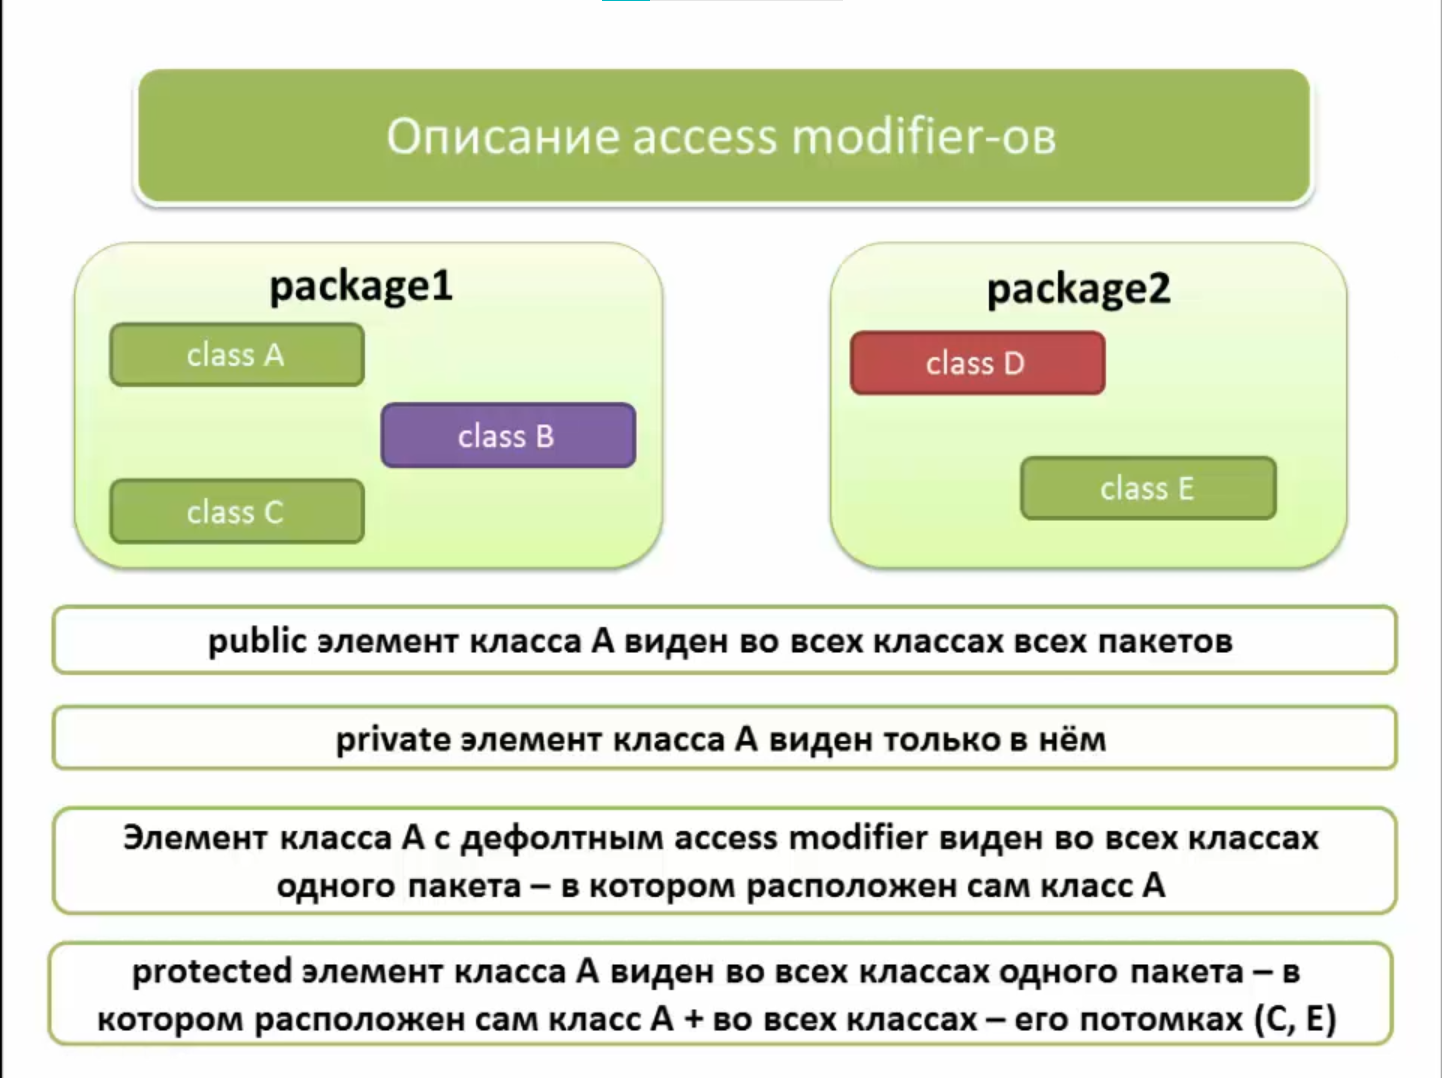 Описание access modifier-ов
package1
class A
class B
class C
package2
class D
class E
public элемент класса A виден во всех классах всех пакетов
private элемент класса A виден только в нём
Элемент класса A с дефолтным access modifier виден во всех классах
одного пакета – в котором расположен сам класс A
protected элемент класса A виден во всех классах одного пакета – в
котором расположен сам класс A + во всех классах – его потомках (C, E)